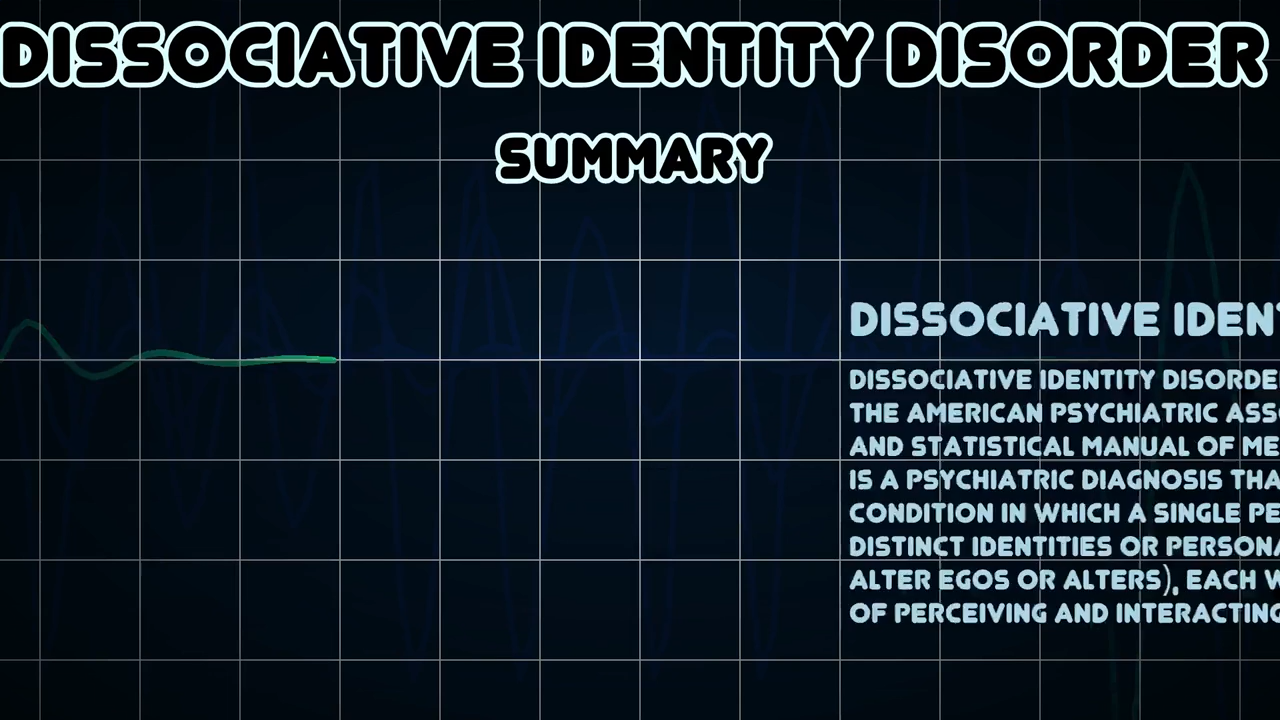 DISSOCIATIVE IDENTITY DISORDER
SUMMARY
DISSOCIATIVE
DISSOCIATIVE IDENTITY
THE AMERICAN PSYCHIATRIC
AND STATISTICAL MANUAL OF
IS A PSYCHIATRIC DIAGNOSIS
CONDITION IN WHICH A SINGLE
DISTINCT IDENTITIES OR
ALTER EGOS OR ALTERS), EACH
OF PERCEIVING AND INTERACTING